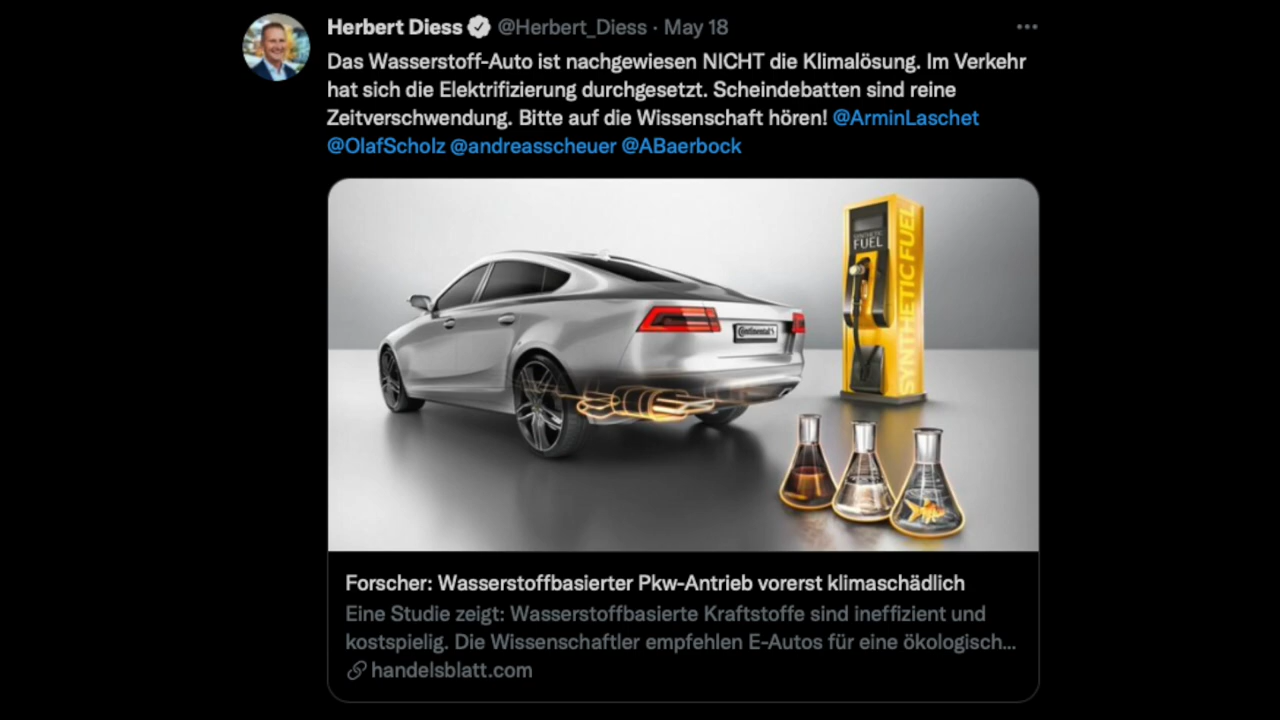 Herbert Diess @Herbert_Diess · May 18
Das Wasserstoff-Auto ist nachgewiesen NICHT die Klimalösung. Im Verkehr
hat sich die Elektrifizierung durchgesetzt. Scheindebatten sind reine
Zeitverschwendung. Bitte auf die Wissenschaft hören! @ArminLaschet
@OlafScholz @andreasscheuer @ABaerbock
SYNTHETIC
FUEL
SYNTHETIC FUEL
Continental
Forscher: Wasserstoffbasierter Pkw-Antrieb vorerst klimaschädlich
Eine Studie zeigt: Wasserstoffbasierte Kraftstoffe sind ineffizient und
kostspielig. Die Wissenschaftler empfehlen E-Autos für eine ökologisch...
handelsblatt.com